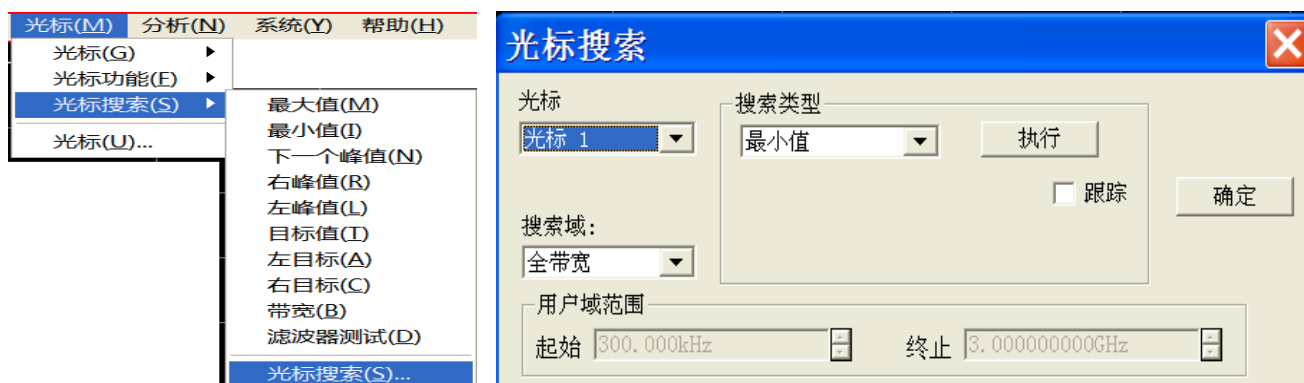 光标(M) 分析(N) 系统(Y) 帮助(H)
光标(G)
光标功能(F)
光标搜索(S)
光标(U)...
最大值(M)
最小值(I)
下一个峰值(N)
右峰值(R)
左峰值(L)
目标值(T)
左目标(A)
右目标(C)
带宽(B)
滤波器测试(D)
光标搜索(S)...
光标搜索
光标
搜索类型
光标 1
最小值
执行
跟踪
确定
搜索域:
全带宽
用户域范围
起始 300.000kHz 终止 3.000000000GHz